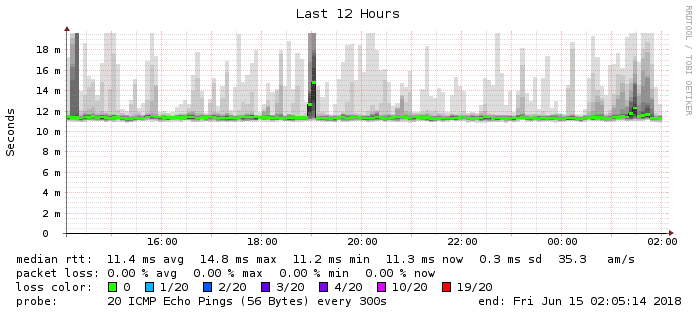 Last 12 Hours
RRDTOOL / TOBI OETIKER
Seconds
18 m
16 m
14 m
12 m
10 m
8 m
6 m
4 m
2 m
0
16:00 18:00 20:00 22:00 00:00 02:00
median rtt: 11.4 ms avg 14.8 ms max 11.2 ms min 11.3 ms now 0.3 ms sd 35.3 am/s
packet loss: 0.00 % avg 0.00 % max 0.00 % min 0.00 % now
loss color: 0 1/20 2/20 3/20 4/20 10/20 19/20
probe: 20 ICMP Echo Pings (56 Bytes) every 300s end: Fri Jun 15 02:05:14 2018